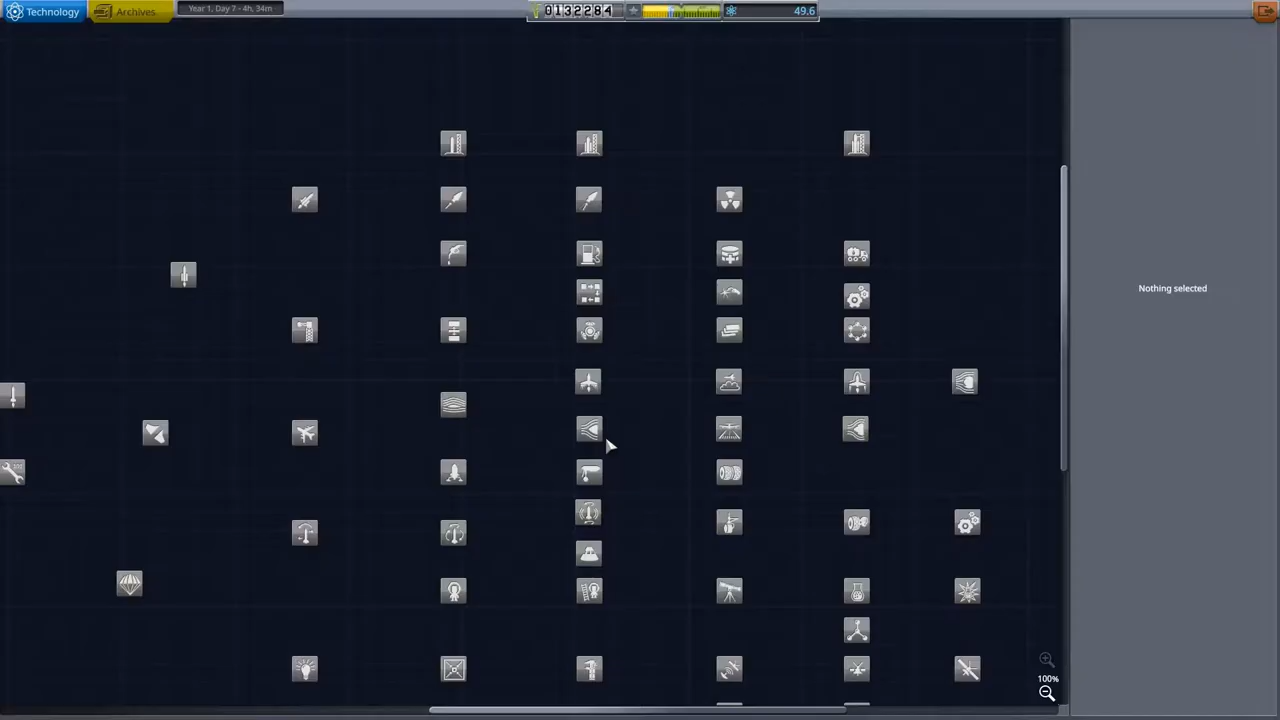 Technology
Archives
Year 1, Day 7 - 4h, 34m
0132284
49.6
Nothing selected
100%